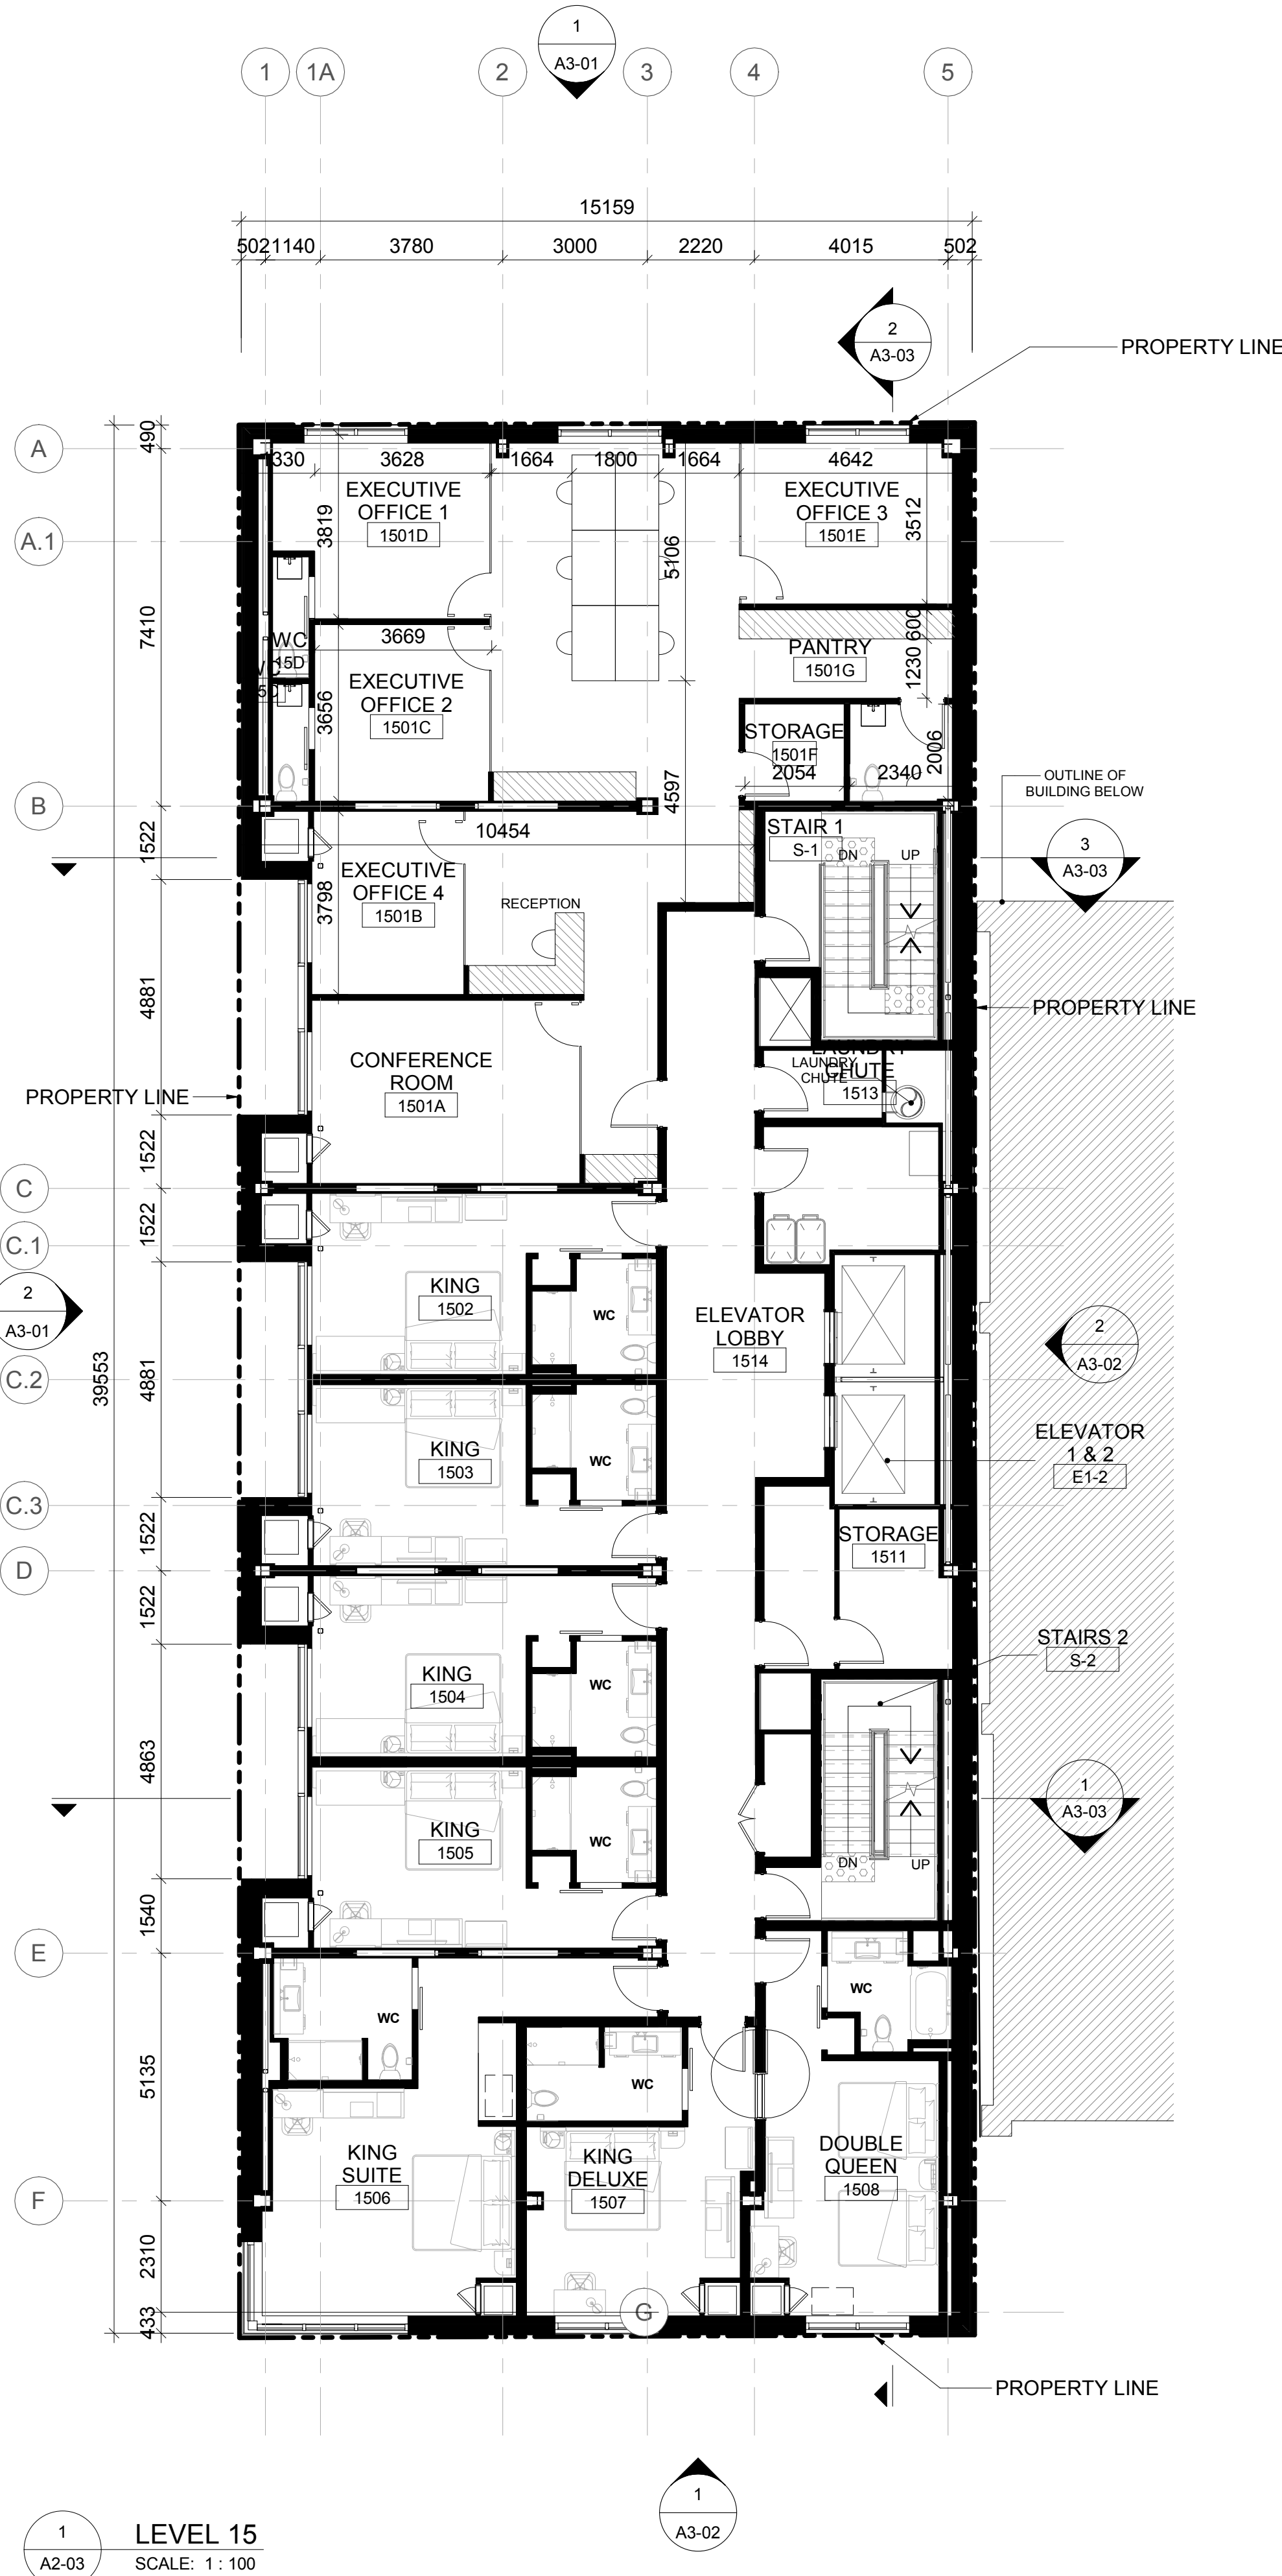 1
A3-01
1
1A
2
3
4
5
15159
502
1140
3780
3000
2220
4015
502
2
A3-03
PROPERTY LINE
490
A
1330
3628
1664
1800
1664
4642
EXECUTIVE
OFFICE 1
1501D
EXECUTIVE
OFFICE 3
1501E
3819
5106
3512
A.1
7410
WC
15D
3669
PANTRY
1501G
600
1230
EXECUTIVE
OFFICE 2
1501C
3656
STORAGE
1501F
2054
2340
2006
4597
B
OUTLINE OF
BUILDING BELOW
1522
10454
STAIR 1
S-1
DN
UP
3
A3-03
EXECUTIVE
OFFICE 4
1501B
3798
RECEPTION
4881
PROPERTY LINE
CONFERENCE
ROOM
1501A
LAUNDRY
CHUTE
LAUNDRY
CHUTE
1513
PROPERTY LINE
1522
C
1522
C.1
2
A3-01
KING
1502
WC
ELEVATOR
LOBBY
1514
2
A3-02
39553
4881
C.2
KING
1503
WC
ELEVATOR
1 & 2
E1-2
C.3
1522
STORAGE
1511
D
1522
STAIRS 2
S-2
KING
1504
WC
4863
1
A3-03
KING
1505
WC
DN
UP
1540
E
WC
WC
WC
5135
KING
SUITE
1506
KING
DELUXE
1507
DOUBLE
QUEEN
1508
F
2310
G
433
PROPERTY LINE
1
A3-02
1
A2-03
LEVEL 15
SCALE: 1 : 100